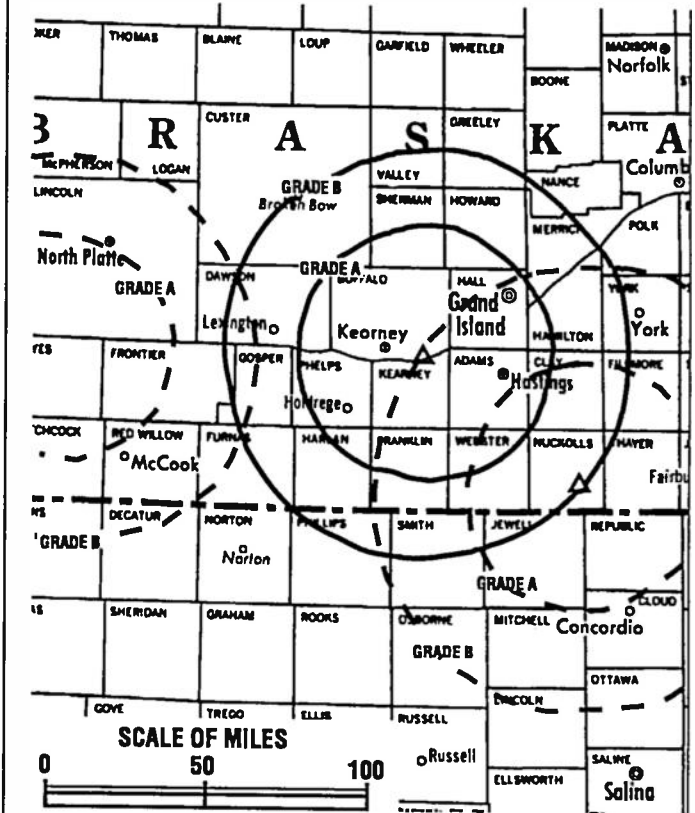 THOMAS
BLAINE
LOUP
GARFIELD
WHEELER
MADISON
Norfolk
BOONE
CUSTER
GREELEY
PLATTE
R A S K A
McPHERSON
LOGAN
Columb
LINCOLN
GRADE B
Broken Bow
VALLEY
SHERMAN
HOWARD
NANCE
MERRICK
POLK
North Platte
GRADE A
DAWSON
GRADE A
BUFFALO
HALL
Grand
Island
YORK
York
Lexington
Kearney
HAMILTON
FRONTIER
GOSPER
PHELPS
KEARNEY
ADAMS
Hastings
CLAY
FILLMORE
Holdrege
RED WILLOW
McCook
FURNAS
HARLAN
FRANKLIN
WEBSTER
NUCKOLLS
THAYER
Fairbu
DECATUR
NORTON
PHILLIPS
SMITH
JEWELL
REPUBLIC
GRADE B
Norton
GRADE A
CLOUD
SHERIDAN
GRAHAM
ROOKS
OSBORNE
MITCHELL
Concordio
GRADE B
OTTAWA
LINCOLN
GOVE
TREGO
ELLIS
RUSSELL
SCALE OF MILES
0 50 100
Russell
ELLSWORTH
SALINE
Salina